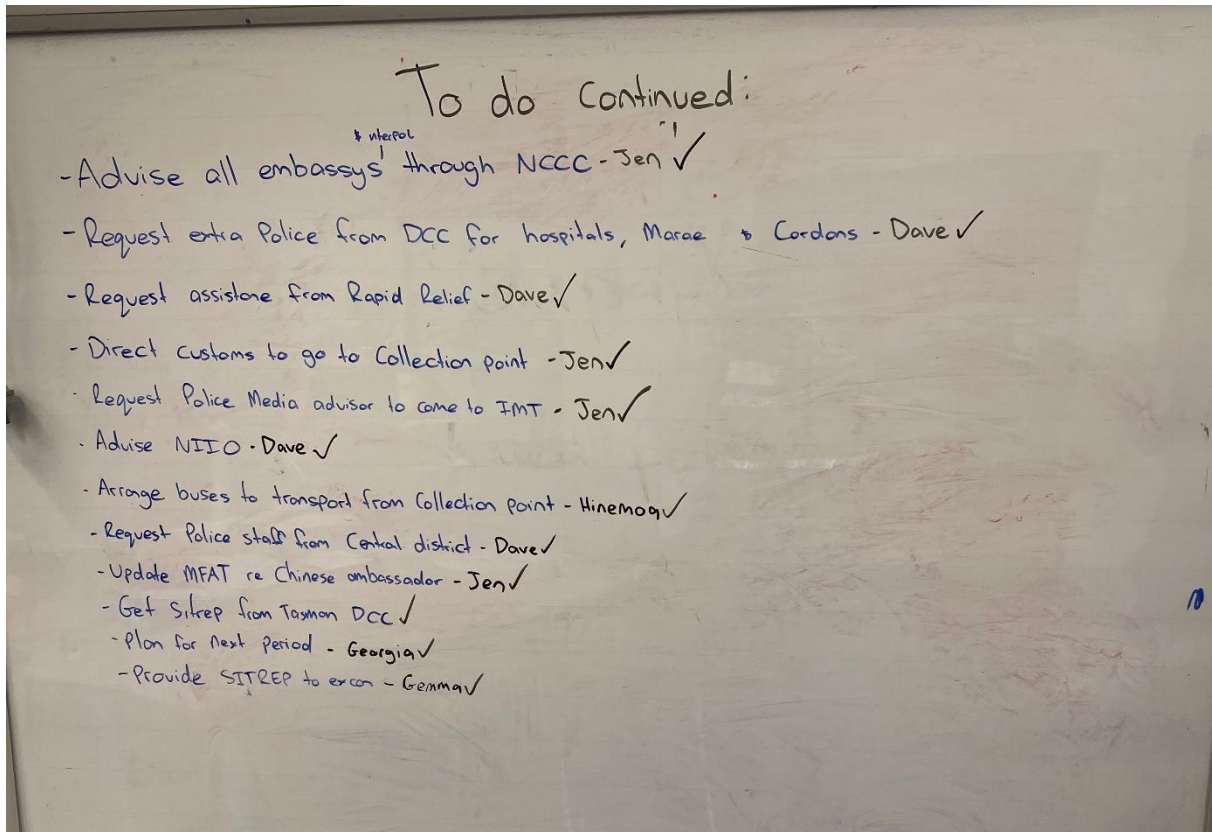 To do Continued:
& nterpol
- Advise all embassys through NCCC - Jen ✓
- Request extra Police from DCC for hospitals, Marae & Cordons - Dave ✓
- Request assistone from Rapid Relief - Dave ✓
- Direct customs to go to Collection point - Jen ✓
· Request Police Media advisor to come to IMT - Jen ✓
· Advise NIIO - Dave ✓
· Arrange buses to transport from Collection point - Hinemoa ✓
- Request Police staff from Central district - Dave ✓
- Update MFAT re Chinese ambassador - Jen ✓
- Get Sitrep from Tasman DCC ✓
- Plan for next period - Georgia ✓
- Provide SITREP to excon - Gemma ✓